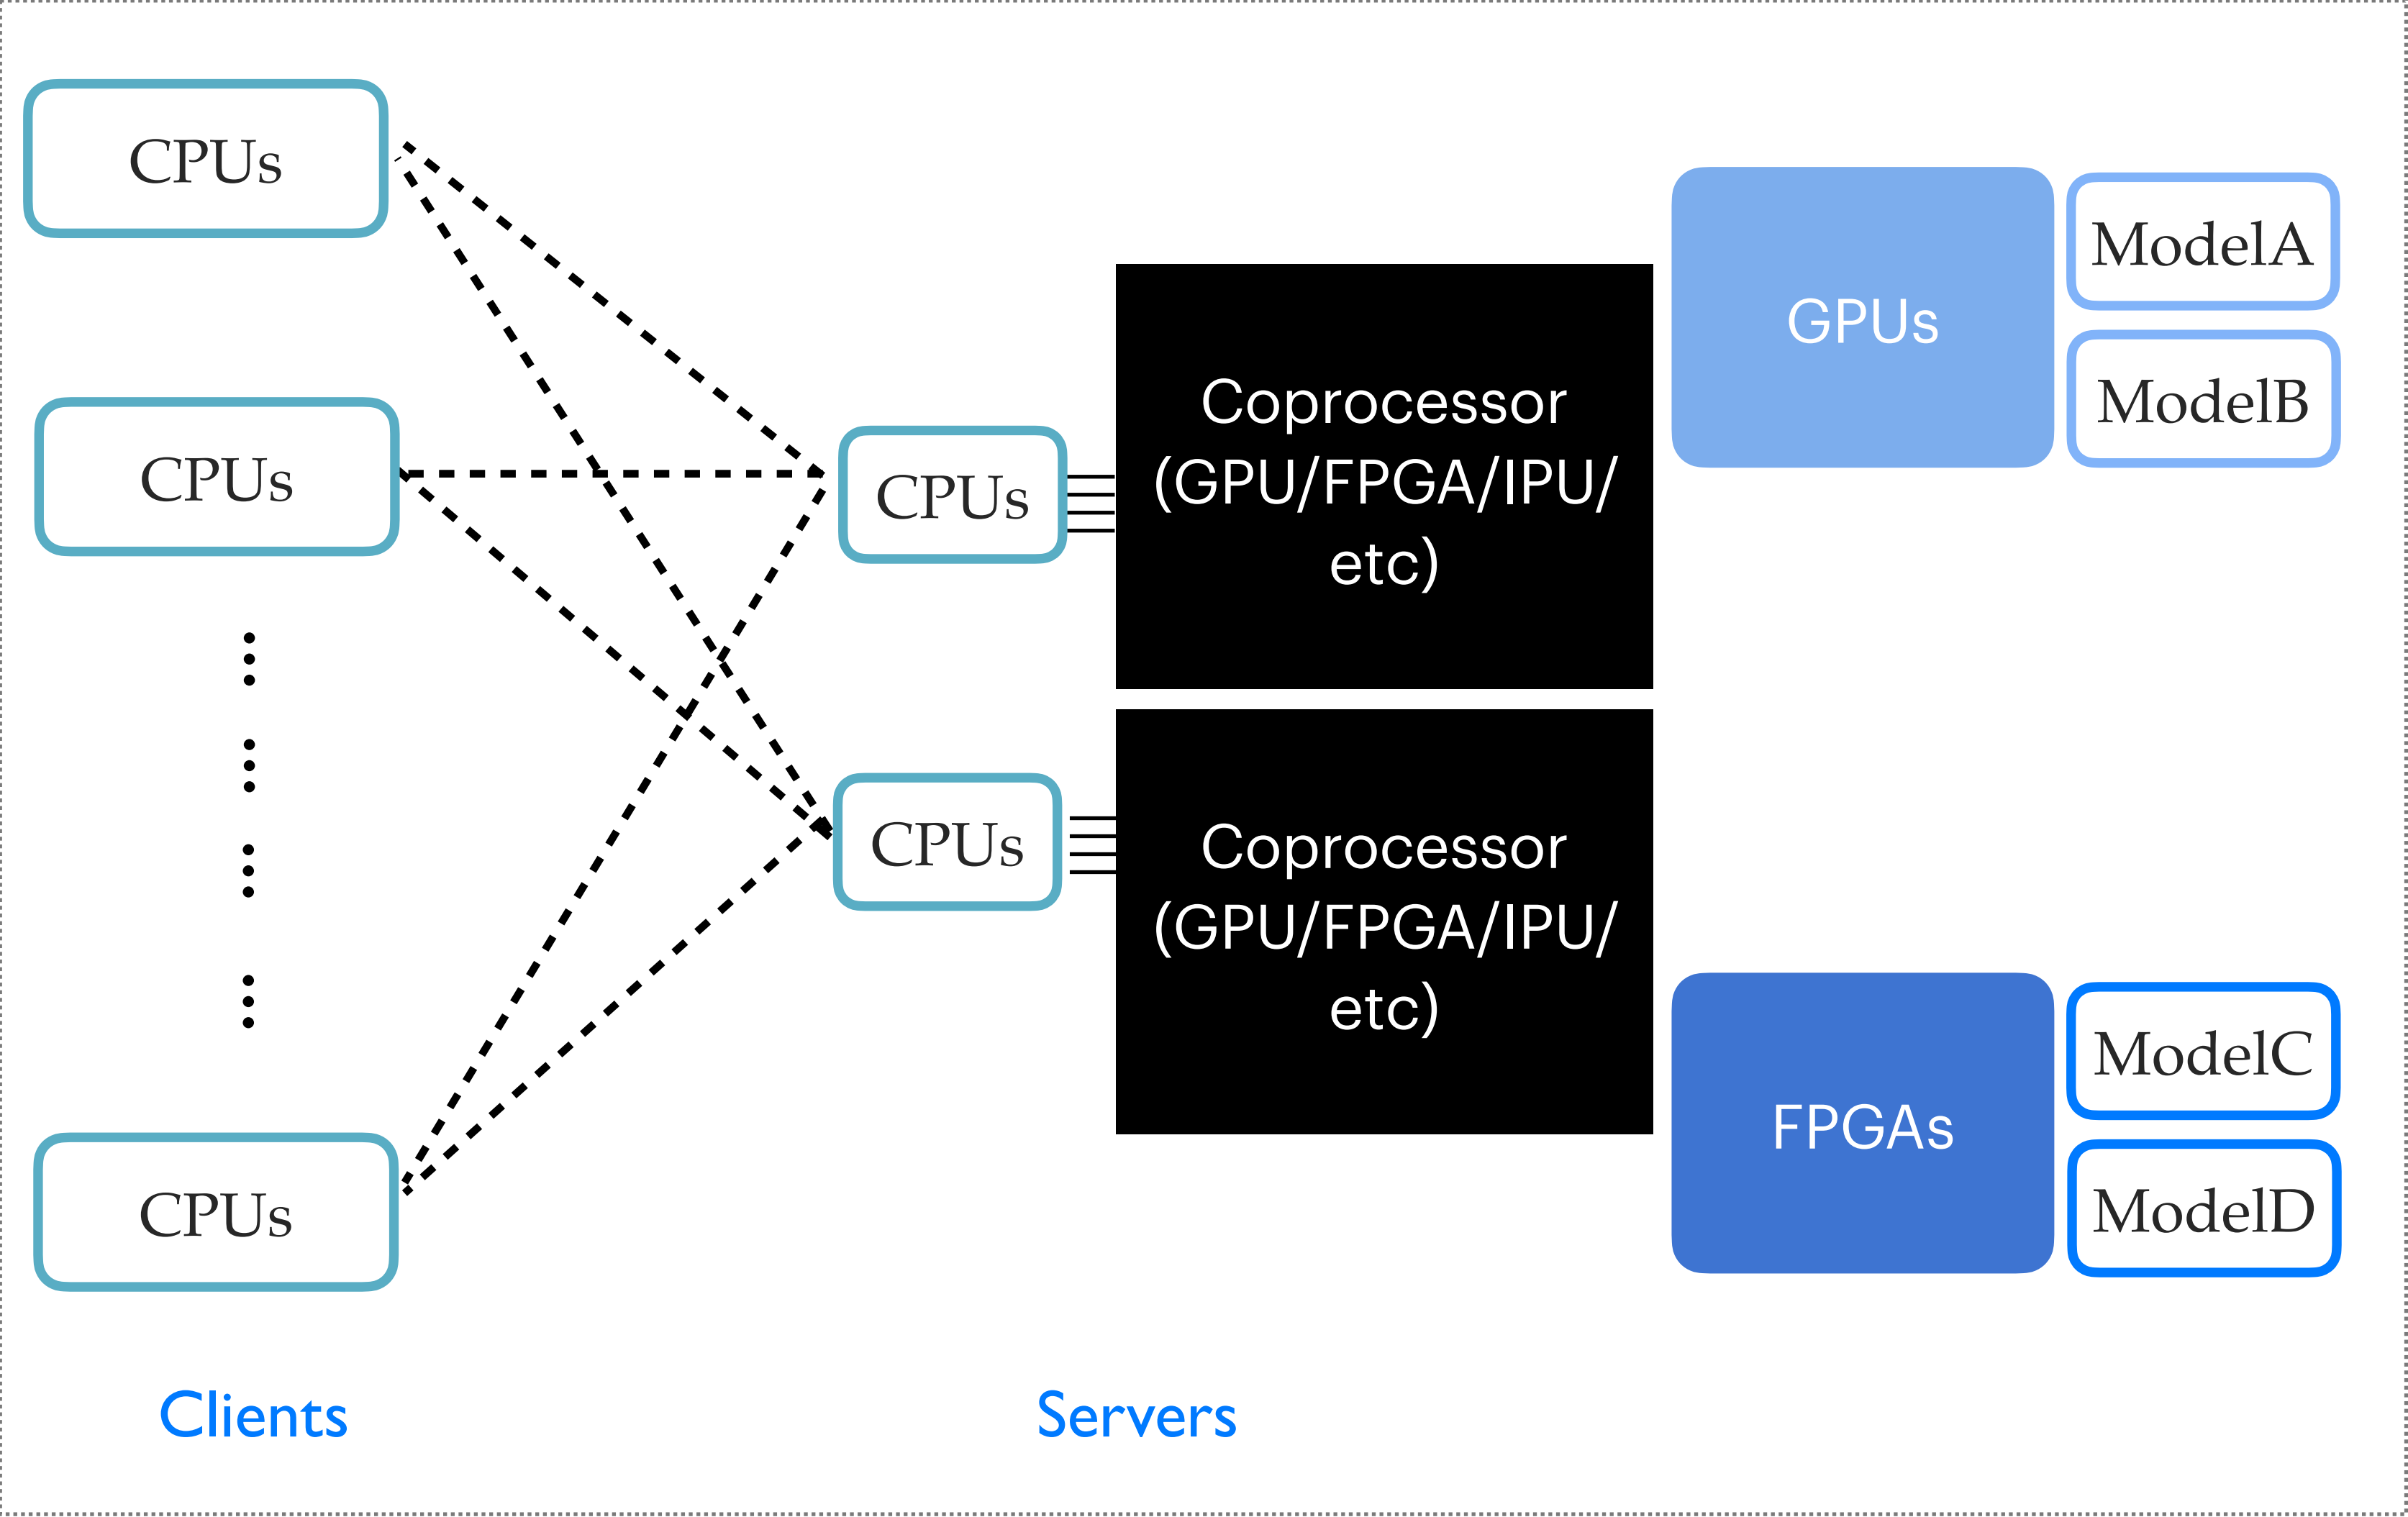 CPUs
CPUs
CPUs
CPUs
CPUs
Coprocessor
(GPU/FPGA/IPU/
etc)
Coprocessor
(GPU/FPGA/IPU/
etc)
GPUs
ModelA
ModelB
FPGAs
ModelC
ModelD
Clients
Servers